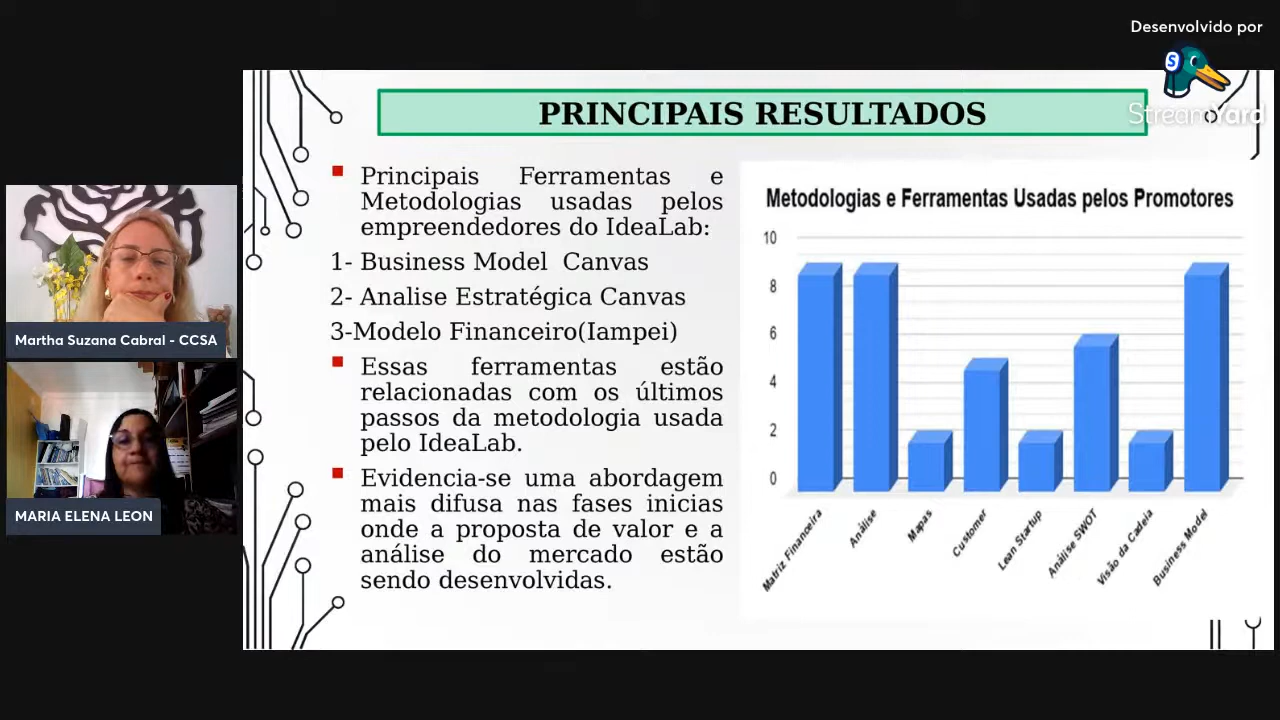 Desenvolvido por
StreamYard
PRINCIPAIS RESULTADOS
Principais Ferramentas e
Metodologias usadas pelos
empreendedores do IdeaLab:
1- Business Model Canvas
2- Analise Estratégica Canvas
3-Modelo Financeiro(Iampei)
Essas ferramentas estão
relacionadas com os últimos
passos da metodologia usada
pelo IdeaLab.
Evidencia-se uma abordagem
mais difusa nas fases inicias
onde a proposta de valor e a
análise do mercado estão
sendo desenvolvidas.
Metodologias e Ferramentas Usadas pelos Promotores
10
8
6
4
2
0
Matriz Financeira
Análise
Mapas
Customer
Lean Startup
Análise SWOT
Visão da Cadeia
Business Model
Martha Suzana Cabral - CCSA
MARIA ELENA LEON